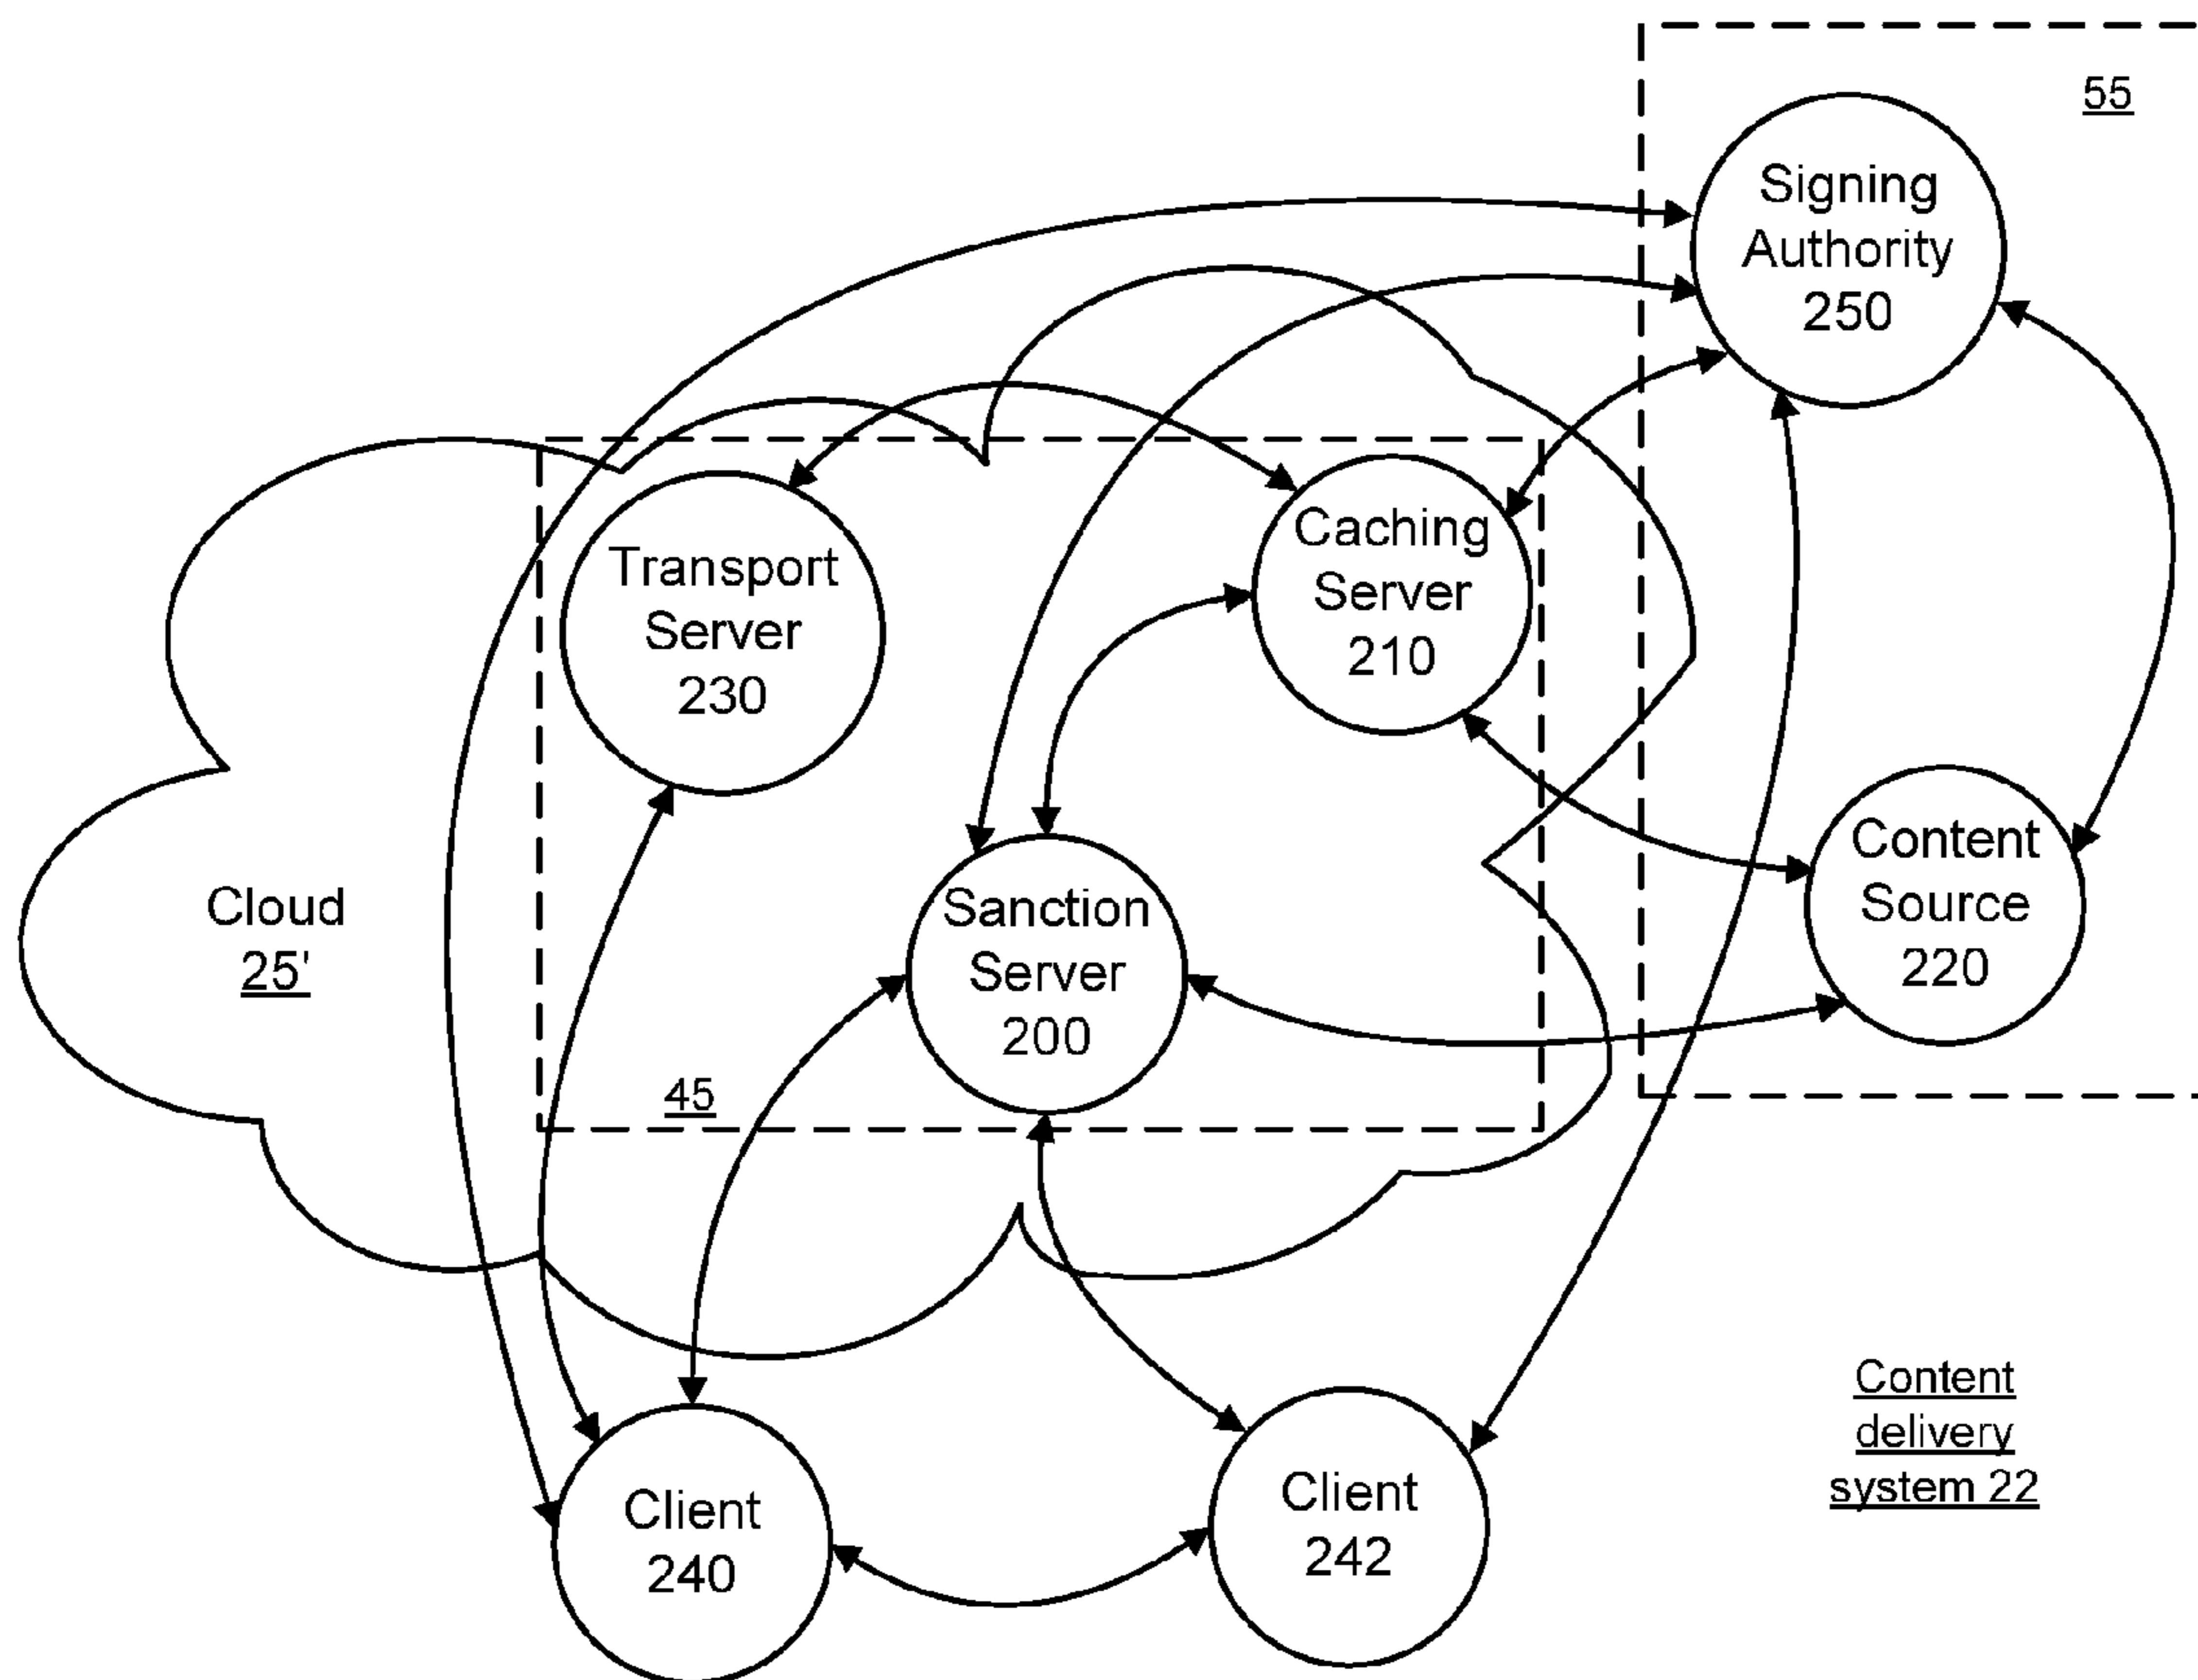 55
Signing
Authority
250
Caching
Server
210
Transport
Server
230
Content
Source
220
Cloud
25'
Sanction
Server
200
45
Content
delivery
system 22
Client
240
Client
242